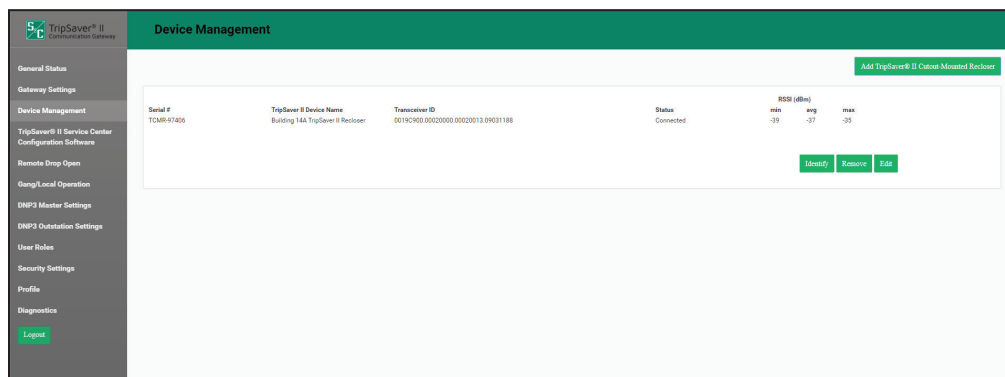 S&C TripSaver® II
Communication Gateway
Device Management
General Status
Gateway Settings
Device Management
TripSaver® II Service Center
Configuration Software
Remote Drop Open
Gang/Local Operation
DNP3 Master Settings
DNP3 Outstation Settings
User Roles
Security Settings
Profile
Diagnostics
Logout
Add TripSaver® II Cutout-Mounted Recloser
RSSI (dBm)
Serial # TripSaver II Device Name Transceiver ID Status min avg max
TCMR-97406 Building 14A TripSaver II Recloser 0019C900.00020000.00020013.09031188 Connected -39 -37 -35
Identify Remove Edit